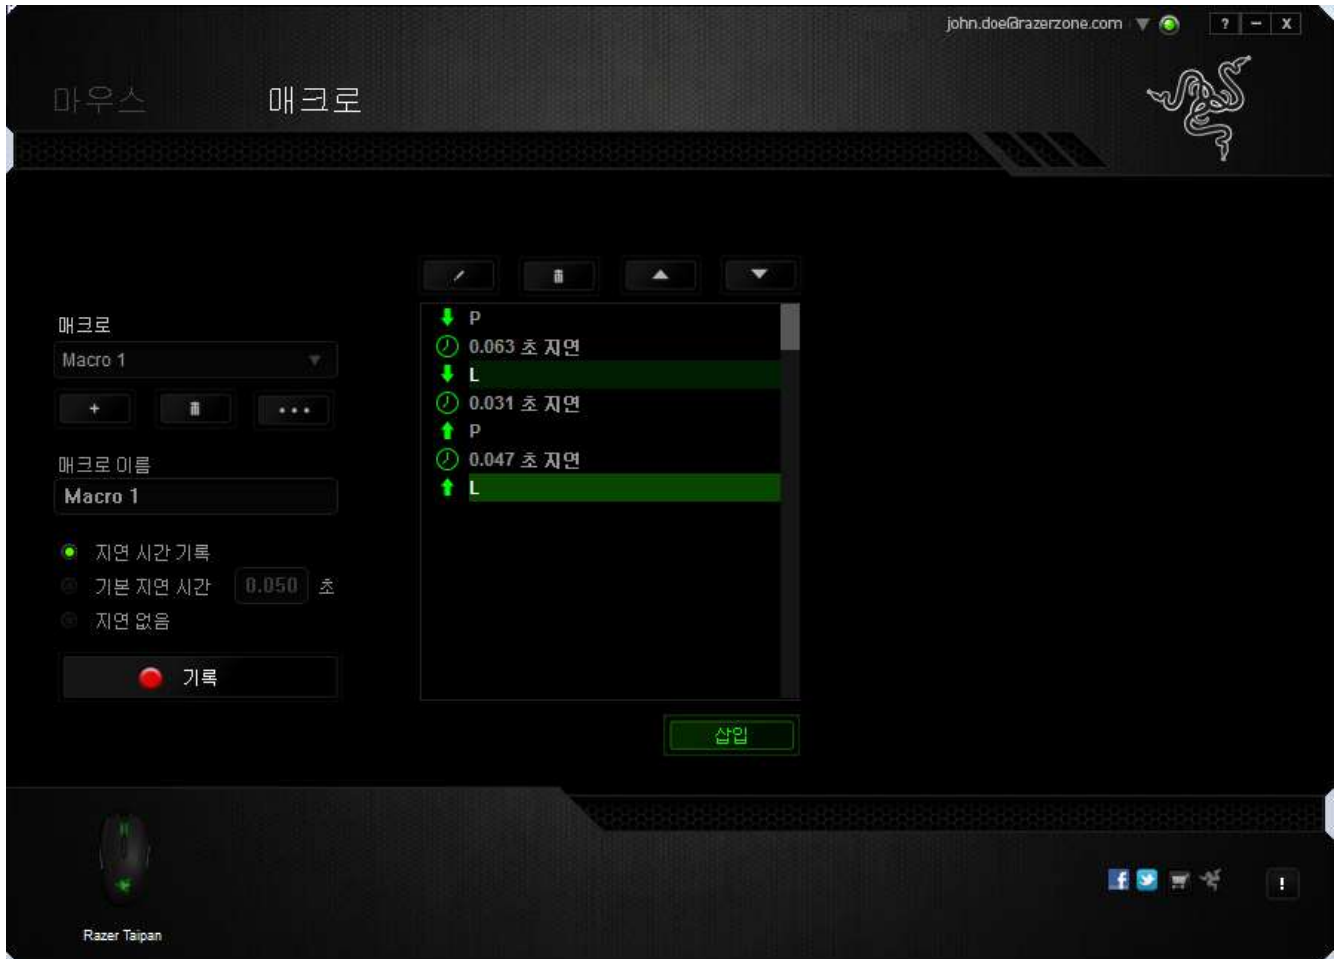 john.doe@razerzone.com
? - X
마우스 매크로
매크로
Macro 1
매크로 이름
Macro 1
지연 시간 기록
기본 지연 시간 0.050 초
지연 없음
기록
P
0.063 초 지연
L
0.031 초 지연
P
0.047 초 지연
L
삽입
Razer Taipan
f
!